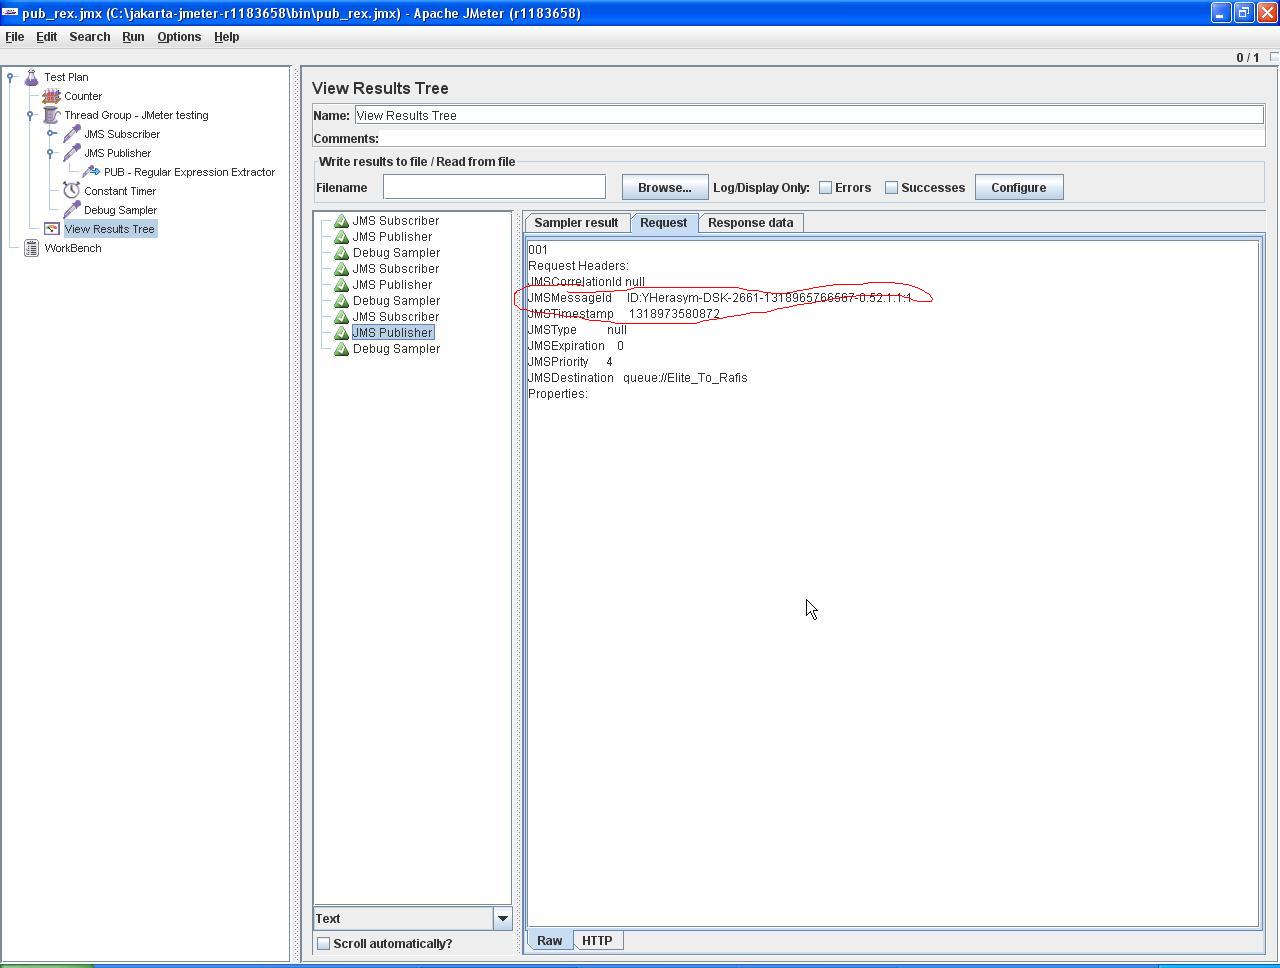 pub_rex.jmx (C:\jakarta-jmeter-r1183658\bin\pub_rex.jmx) - Apache JMeter (r1183658)
File Edit Search Run Options Help
0 / 1
Test Plan
Counter
Thread Group - JMeter testing
JMS Subscriber
JMS Publisher
PUB - Regular Expression Extractor
Constant Timer
Debug Sampler
View Results Tree
WorkBench
View Results Tree
Name: View Results Tree
Comments:
Write results to file / Read from file
Filename Browse... Log/Display Only: Errors Successes Configure
JMS Subscriber
JMS Publisher
Debug Sampler
JMS Subscriber
JMS Publisher
Debug Sampler
JMS Subscriber
JMS Publisher
Debug Sampler
Text
Scroll automatically?
Sampler result Request Response data
001
Request Headers:
JMSCorrelationId null
JMSMessageId ID:YHerasym-DSK-2661-1318965766567-0:52:1:1:1
JMSTimestamp 1318973580872
JMSType null
JMSExpiration 0
JMSPriority 4
JMSDestination queue://Elite_To_Rafis
Properties:
Raw HTTP